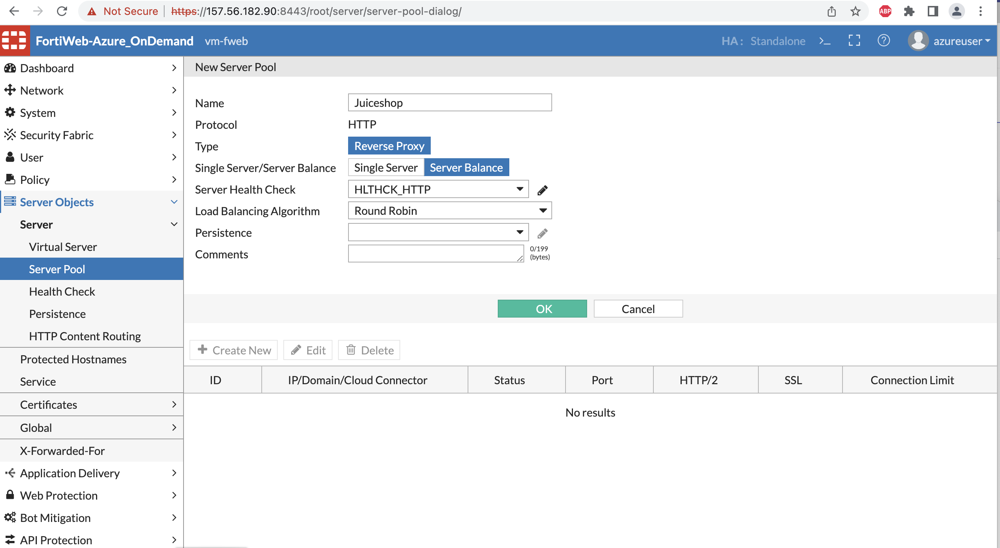 Not Secure
https://157.56.182.90:8443/root/server/server-pool-dialog/
ABP
FortiWeb-Azure_OnDemand vm-fweb
HA: Standalone
>_
?
azureuser
Dashboard
Network
System
Security Fabric
User
Policy
Server Objects
Server
Virtual Server
Server Pool
Health Check
Persistence
HTTP Content Routing
Protected Hostnames
Service
Certificates
Global
X-Forwarded-For
Application Delivery
Web Protection
Bot Mitigation
API Protection
New Server Pool
Name Juiceshop
Protocol HTTP
Type Reverse Proxy
Single Server/Server Balance Single Server Server Balance
Server Health Check HLTHCK_HTTP
Load Balancing Algorithm Round Robin
Persistence
Comments 0/199
(bytes)
OK Cancel
Create New Edit Delete
ID IP/Domain/Cloud Connector Status Port HTTP/2 SSL Connection Limit
No results